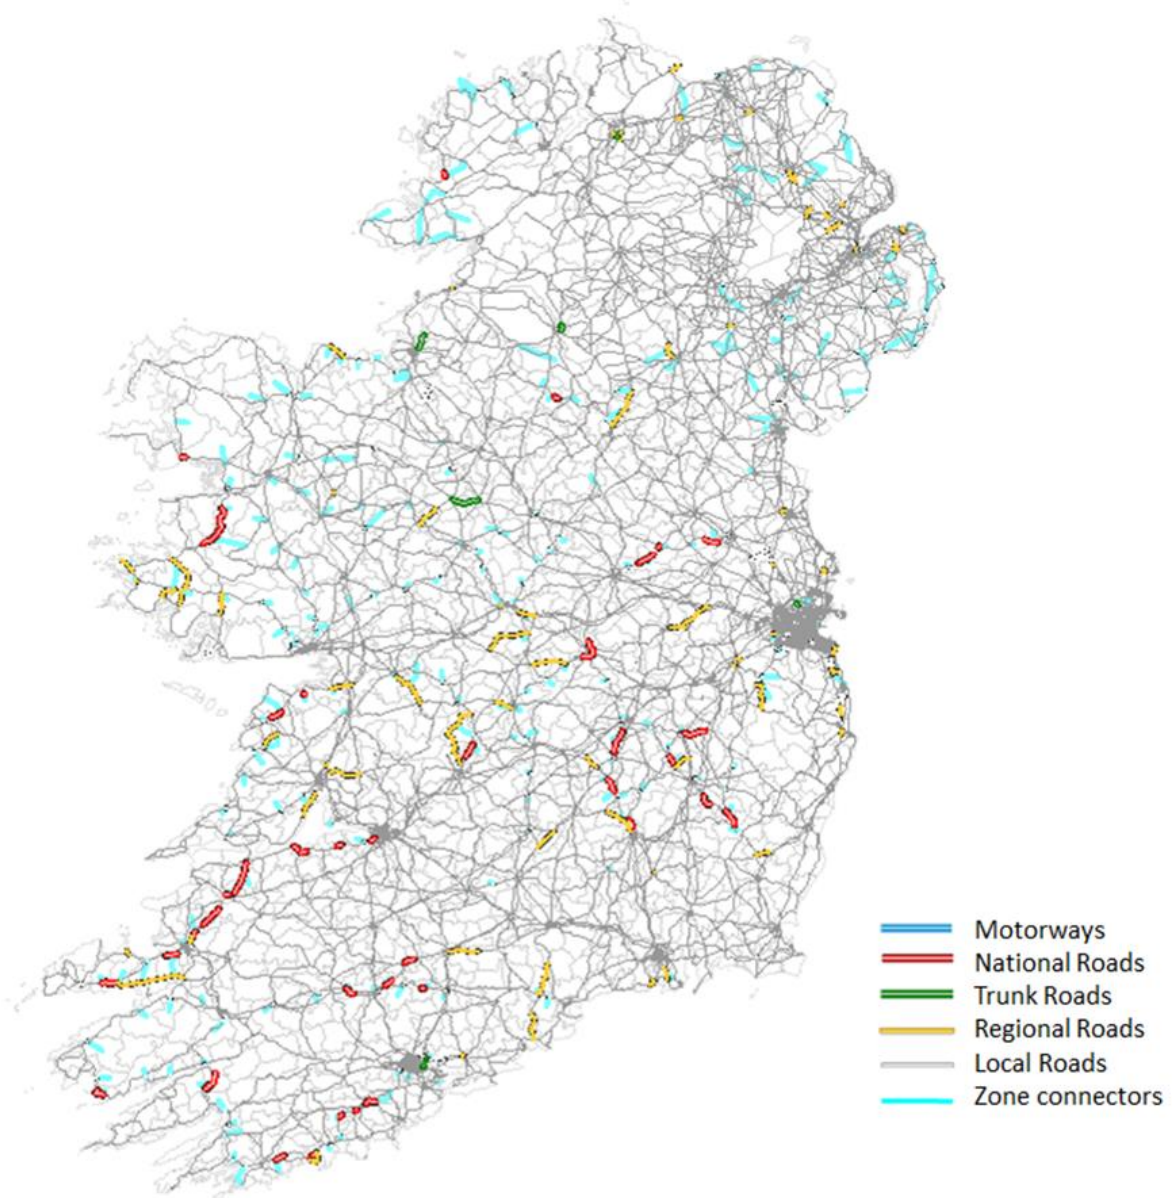 Motorways
National Roads
Trunk Roads
Regional Roads
Local Roads
Zone connectors